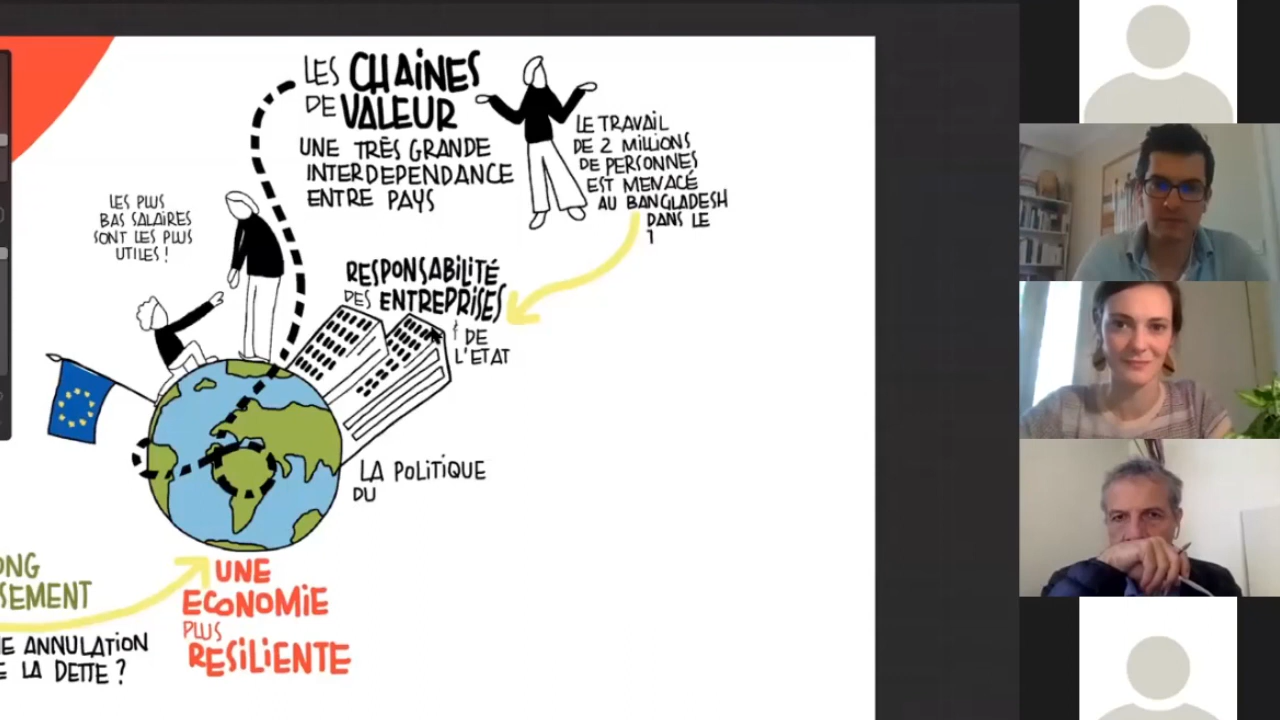 LES CHAINES
DE VALEUR
UNE TRÈS GRANDE
INTERDEPENDANCE
ENTRE PAYS
LE TRAVAIL
DE 2 MILLIONS
DE PERSONNES
EST MENACÉ
AU BANGLADESH
DANS LE
1
LES PLUS
BAS SALAIRES
SONT LES PLUS
UTILES !
RESPONSABILITÉ
DES ENTREPRISES
& DE
L'ETAT
LA POLITIQUE
DU
UNE
ECONOMIE
PLUS
RESILIENTE
ANNULATION
LA DETTE ?